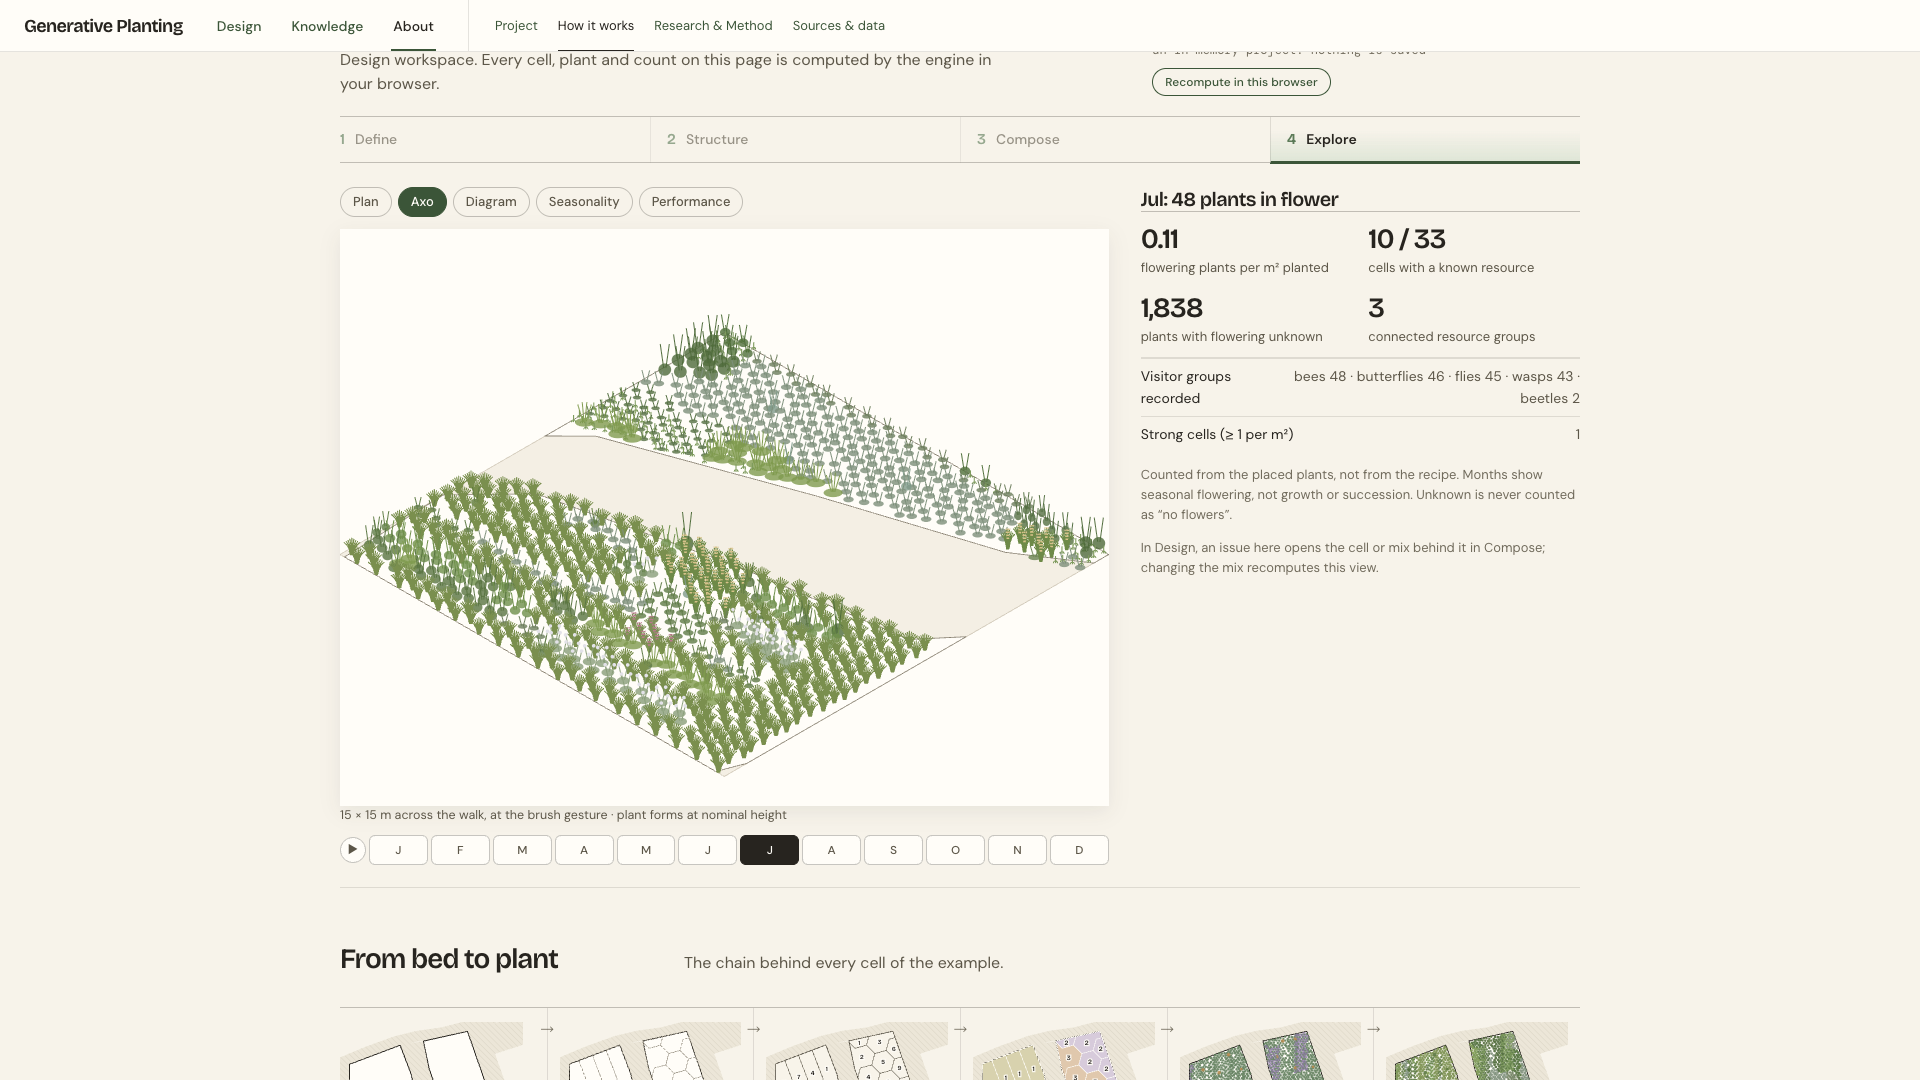 Generative Planting
Design
Knowledge
About
Project
How it works
Research & Method
Sources & data
Design workspace. Every cell, plant and count on this page is computed by the engine in
your browser.
Recompute in this browser
1 Define
2 Structure
3 Compose
4 Explore
Plan
Axo
Diagram
Seasonality
Performance
15 × 15 m across the walk, at the brush gesture · plant forms at nominal height
J
F
M
A
M
J
J
A
S
O
N
D
Jul: 48 plants in flower
0.11
flowering plants per m² planted
10 / 33
cells with a known resource
1,838
plants with flowering unknown
3
connected resource groups
Visitor groups
recorded
bees 48 · butterflies 46 · flies 45 · wasps 43 ·
beetles 2
Strong cells (≥ 1 per m²)
1
Counted from the placed plants, not from the recipe. Months show
seasonal flowering, not growth or succession. Unknown is never counted
as “no flowers”.
In Design, an issue here opens the cell or mix behind it in Compose;
changing the mix recomputes this view.
From bed to plant
The chain behind every cell of the example.